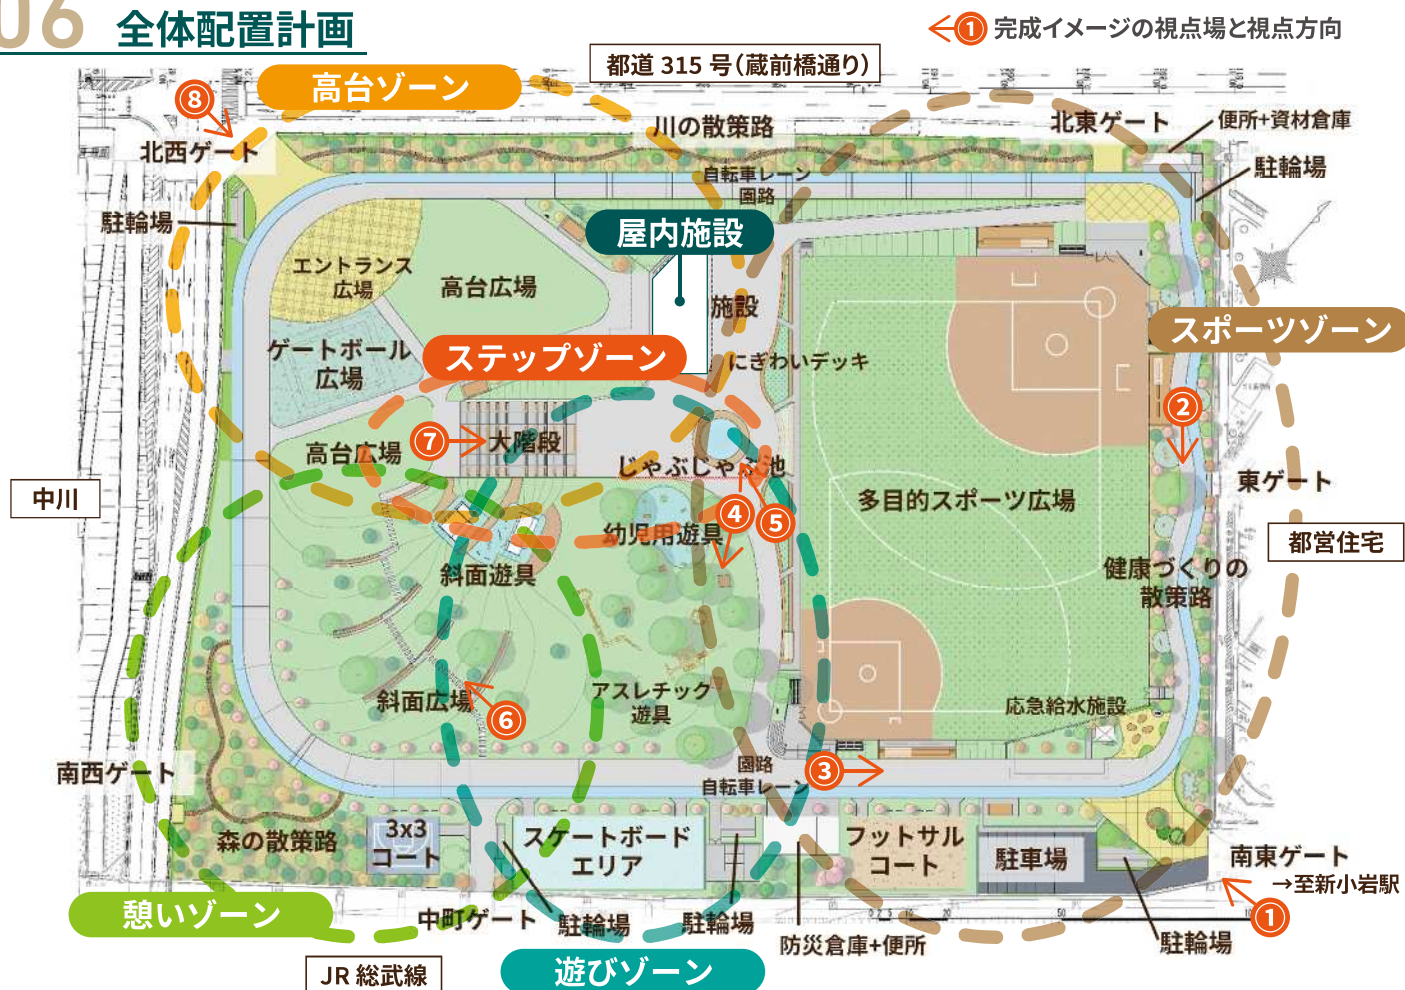 06 全体配置計画
① 完成イメージの視点場と視点方向
都道 315 号(蔵前橋通り)
高台ゾーン
⑧
川の散策路
北東ゲート
便所+資材倉庫
北西ゲート
自転車レーン
園路
駐輪場
駐輪場
屋内施設
エントランス
広場
高台広場
施設
スポーツゾーン
ゲートボール
広場
ステップゾーン
にぎわいデッキ
②
高台広場
⑦
大階段
じゃぶじゃぶ池
中川
東ゲート
多目的スポーツ広場
④
⑤
幼児用遊具
都営住宅
斜面遊具
健康づくりの
散策路
斜面広場
アスレチック
遊具
応急給水施設
⑥
南西ゲート
園路
自転車レーン
③
森の散策路
3x3
コート
スケートボード
エリア
フットサル
コート
駐車場
南東ゲート
→至新小岩駅
憩いゾーン
中町ゲート
駐輪場
駐輪場
防災倉庫+便所
駐輪場
①
JR 総武線
遊びゾーン